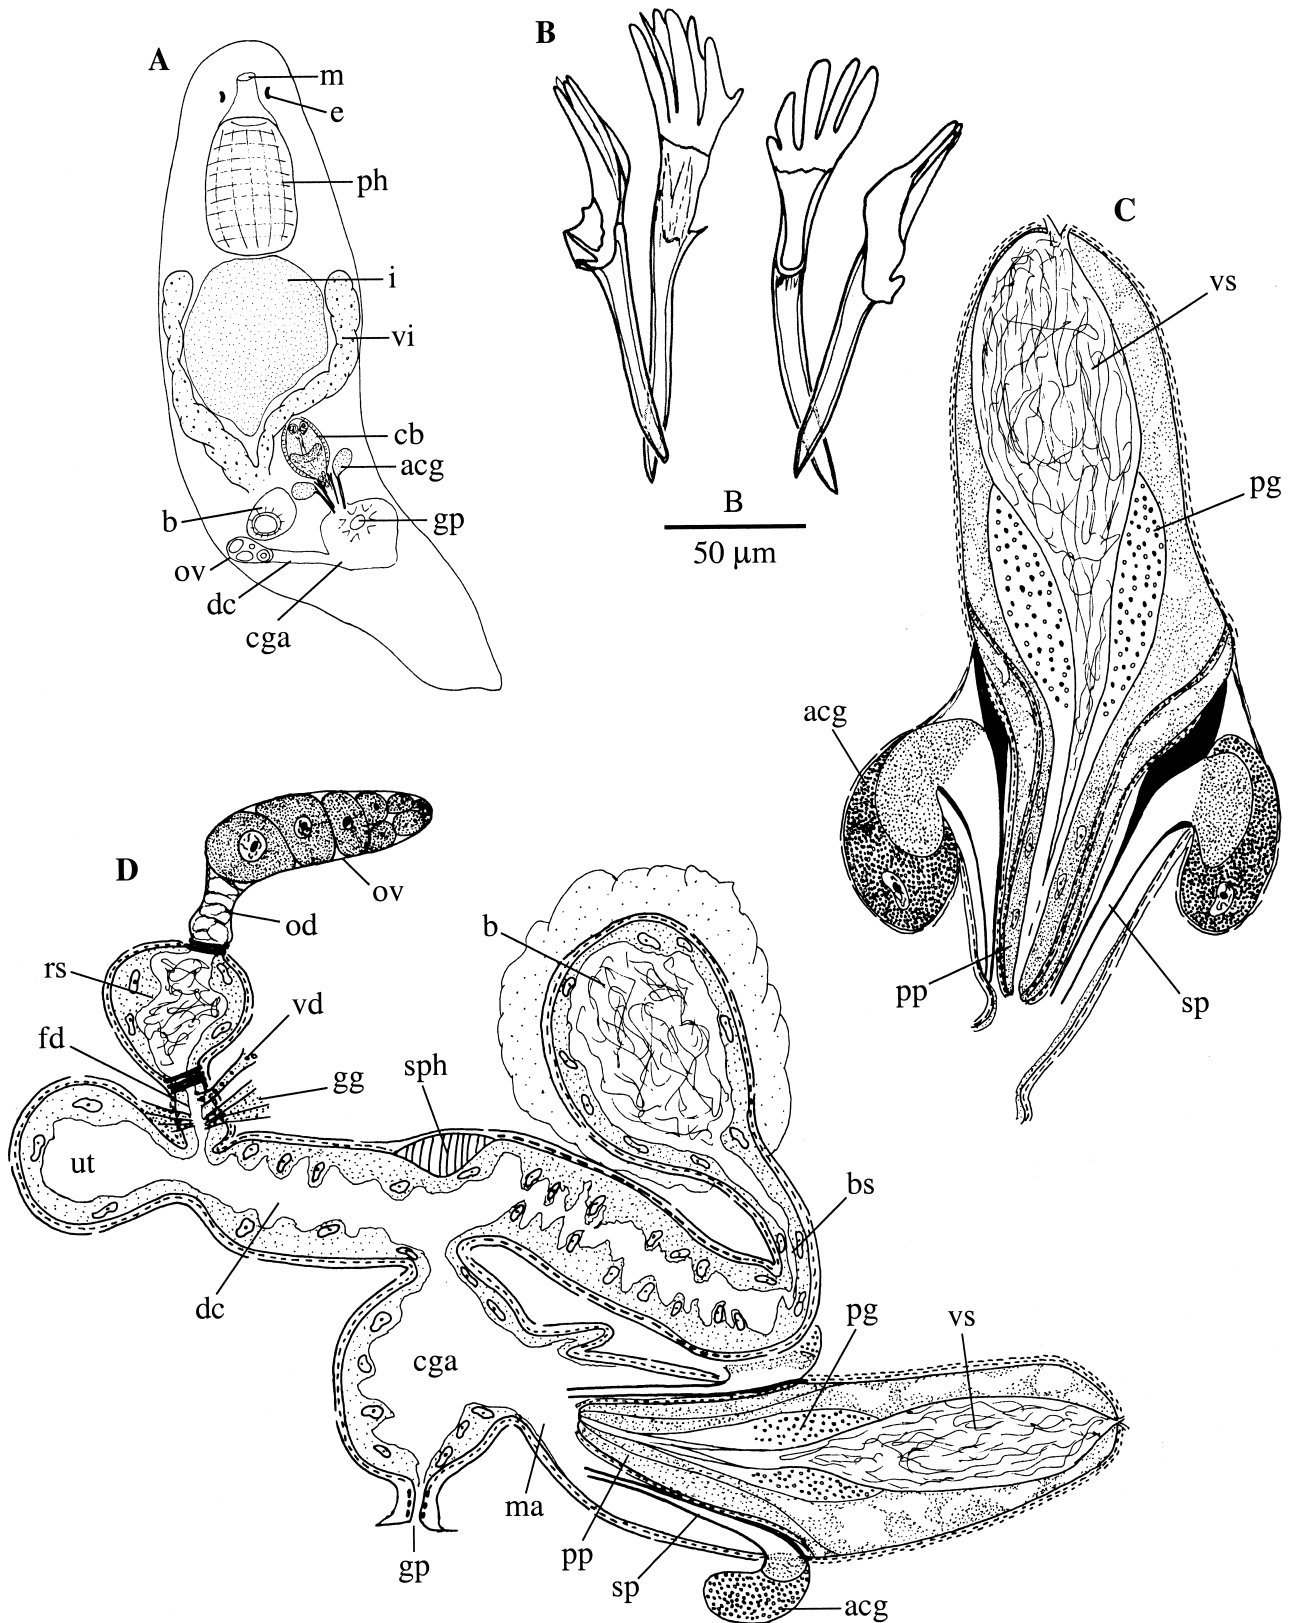 A
m
e
ph
i
vi
cb
acg
b
gp
ov
dc
cga
B
B
50 µm
C
vs
pg
acg
pp
sp
D
ov
od
rs
vd
fd
gg
sph
b
ut
bs
dc
pg
vs
cga
ma
gp
pp
sp
acg